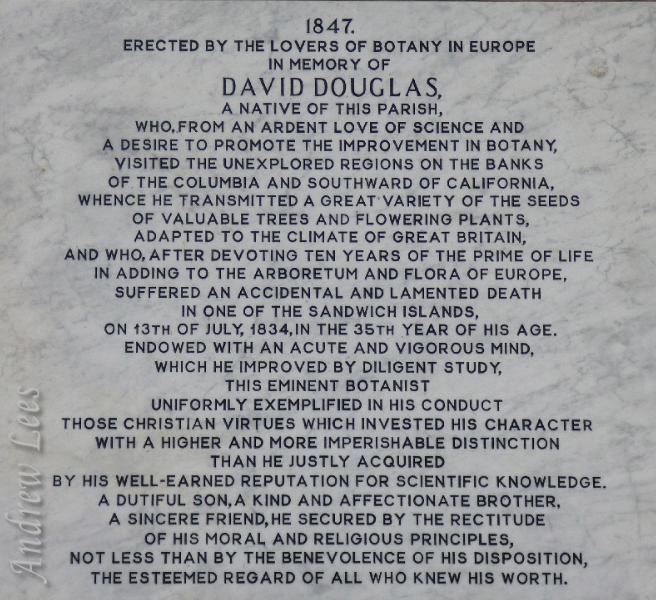 1847.
ERECTED BY THE LOVERS OF BOTANY IN EUROPE
IN MEMORY OF
DAVID DOUGLAS,
A NATIVE OF THIS PARISH,
WHO, FROM AN ARDENT LOVE OF SCIENCE AND
A DESIRE TO PROMOTE THE IMPROVEMENT IN BOTANY,
VISITED THE UNEXPLORED REGIONS ON THE BANKS
OF THE COLUMBIA AND SOUTHWARD OF CALIFORNIA,
WHENCE HE TRANSMITTED A GREAT VARIETY OF THE SEEDS
OF VALUABLE TREES AND FLOWERING PLANTS,
ADAPTED TO THE CLIMATE OF GREAT BRITAIN,
AND WHO, AFTER DEVOTING TEN YEARS OF THE PRIME OF LIFE
IN ADDING TO THE ARBORETUM AND FLORA OF EUROPE,
SUFFERED AN ACCIDENTAL AND LAMENTED DEATH
IN ONE OF THE SANDWICH ISLANDS,
ON 13TH OF JULY, 1834, IN THE 35TH YEAR OF HIS AGE.
ENDOWED WITH AN ACUTE AND VIGOROUS MIND,
WHICH HE IMPROVED BY DILIGENT STUDY,
THIS EMINENT BOTANIST
UNIFORMLY EXEMPLIFIED IN HIS CONDUCT
THOSE CHRISTIAN VIRTUES WHICH INVESTED HIS CHARACTER
WITH A HIGHER AND MORE IMPERISHABLE DISTINCTION
THAN HE JUSTLY ACQUIRED
BY HIS WELL-EARNED REPUTATION FOR SCIENTIFIC KNOWLEDGE.
A DUTIFUL SON, A KIND AND AFFECTIONATE BROTHER,
A SINCERE FRIEND, HE SECURED BY THE RECTITUDE
OF HIS MORAL AND RELIGIOUS PRINCIPLES,
NOT LESS THAN BY THE BENEVOLENCE OF HIS DISPOSITION,
THE ESTEEMED REGARD OF ALL WHO KNEW HIS WORTH.
Andrew Lees